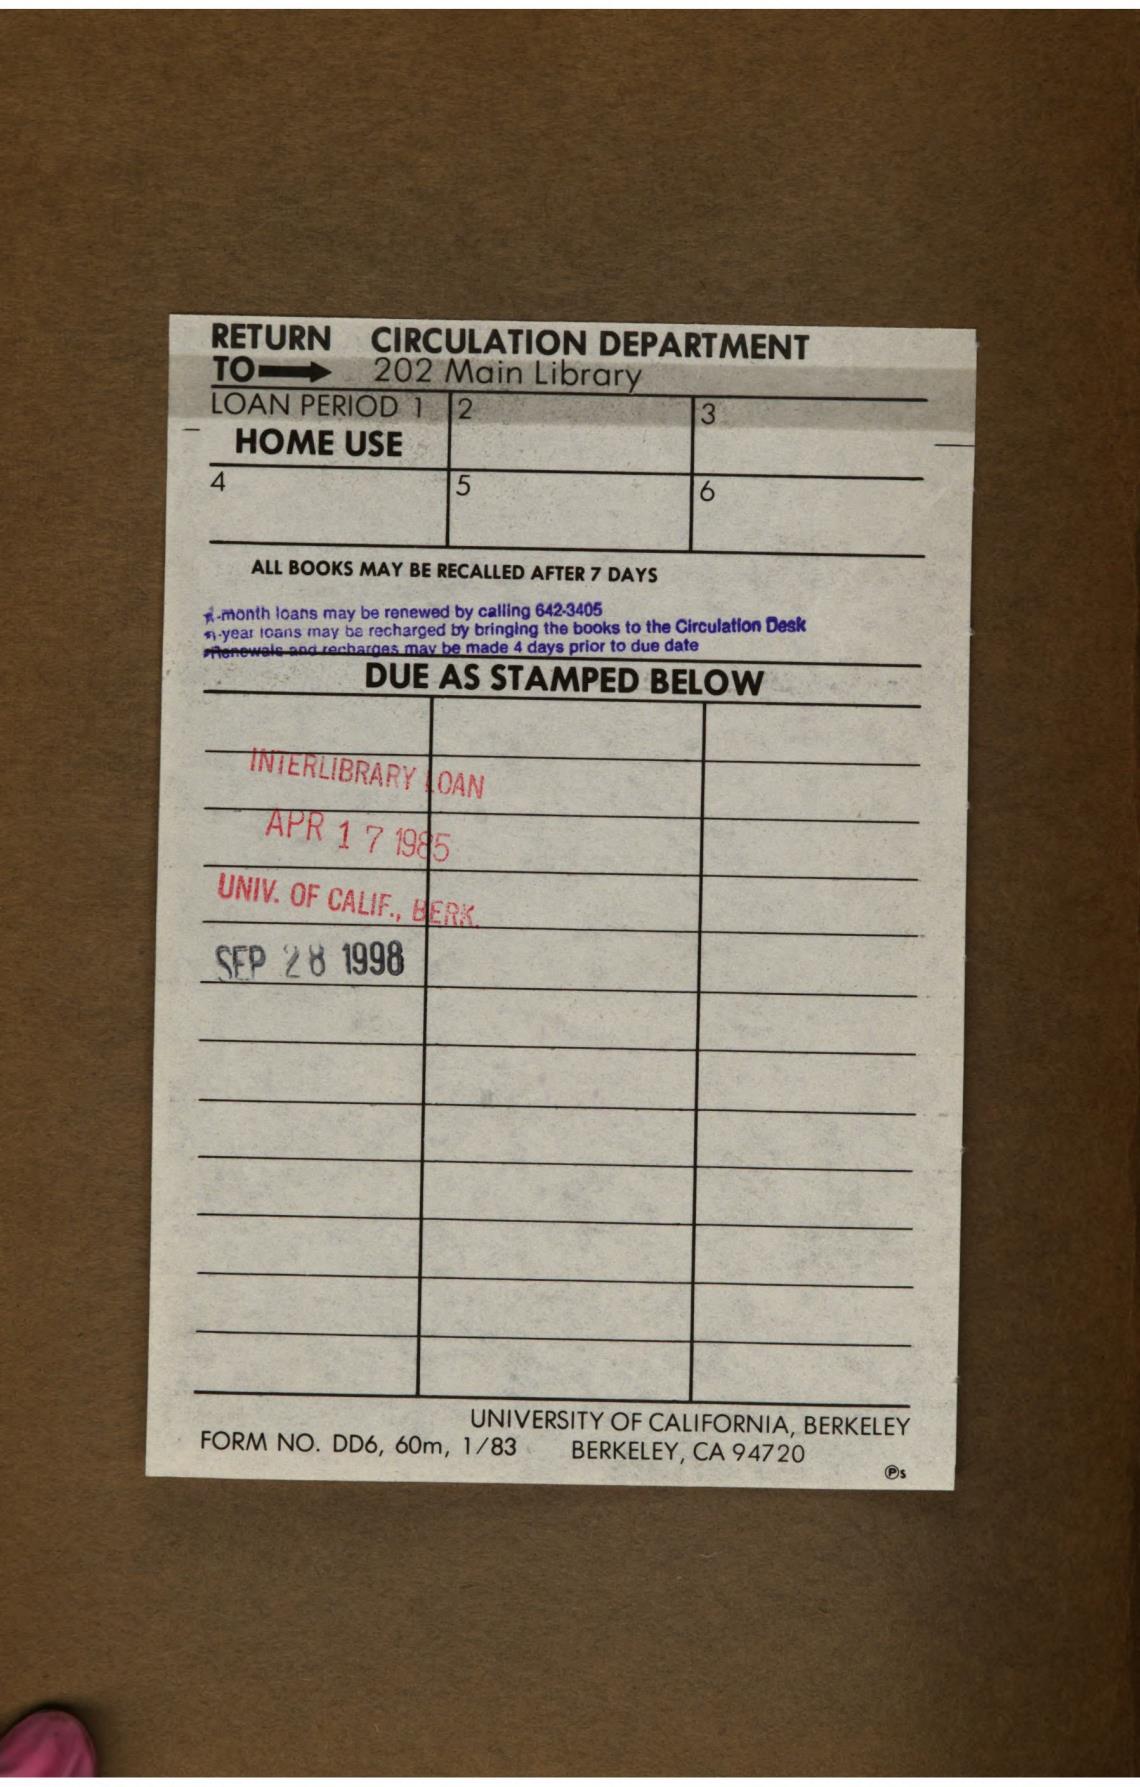 RETURN CIRCULATION DEPARTMENT
TO 202 Main Library
LOAN PERIOD 1 2 3
HOME USE
4 5 6
ALL BOOKS MAY BE RECALLED AFTER 7 DAYS
-month loans may be renewed by calling 642-3405
-year loans may be recharged by bringing the books to the Circulation Desk
Renewals and recharges may be made 4 days prior to due date
DUE AS STAMPED BELOW
INTERLIBRARY LOAN
APR 17 1985
UNIV. OF CALIF., BERK.
SEP 28 1998
UNIVERSITY OF CALIFORNIA, BERKELEY
FORM NO. DD6, 60m, 1/83 BERKELEY, CA 94720
Ⓟs